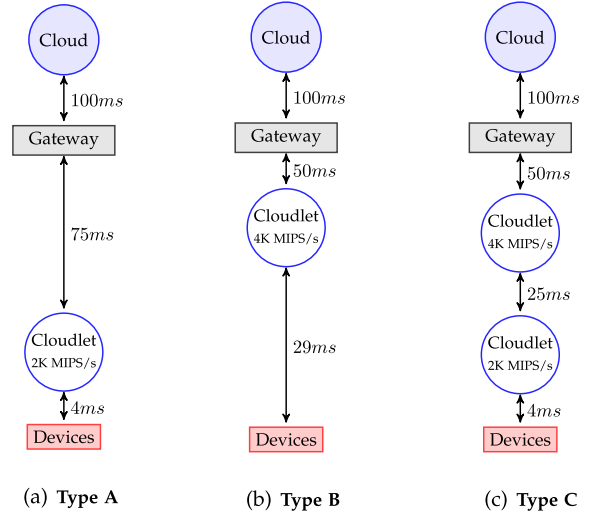 Cloud
100ms
Gateway
75ms
Cloudlet
2K MIPS/s
4ms
Devices
(a) Type A
Cloud
100ms
Gateway
50ms
Cloudlet
4K MIPS/s
29ms
Devices
(b) Type B
Cloud
100ms
Gateway
50ms
Cloudlet
4K MIPS/s
25ms
Cloudlet
2K MIPS/s
4ms
Devices
(c) Type C